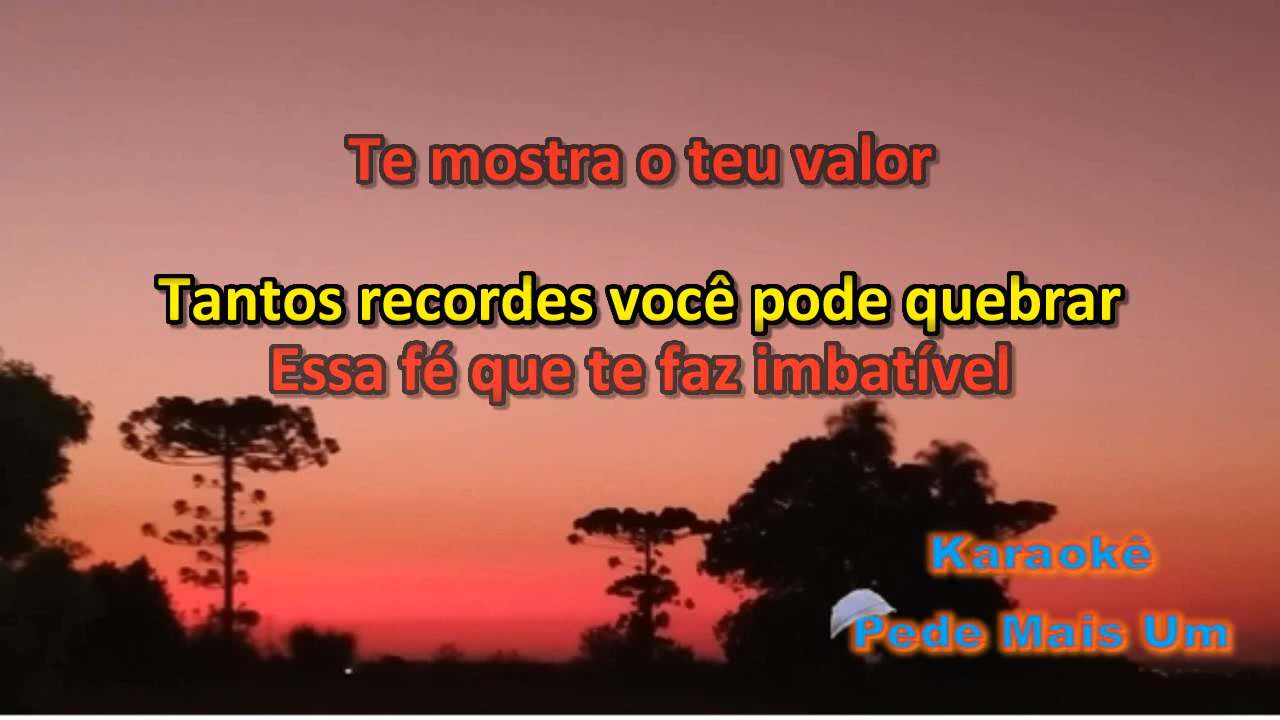 Te mostra o teu valor
Tantos recordes você pode quebrar
Essa fé que te faz imbatível
Karaokê
Pede Mais Um